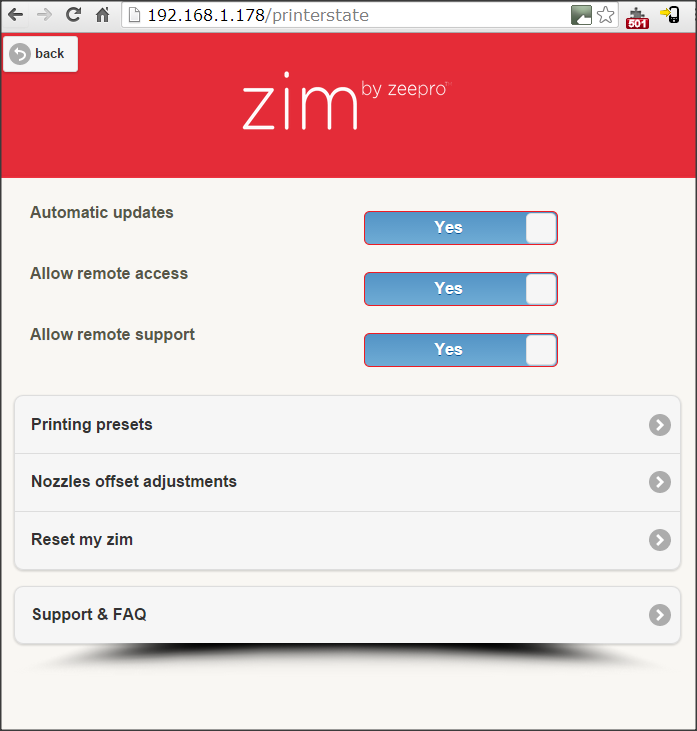 192.168.1.178/printerstate
501
back
zim by zeepro™
Automatic updates
Yes
Allow remote access
Yes
Allow remote support
Yes
Printing presets
Nozzles offset adjustments
Reset my zim
Support & FAQ